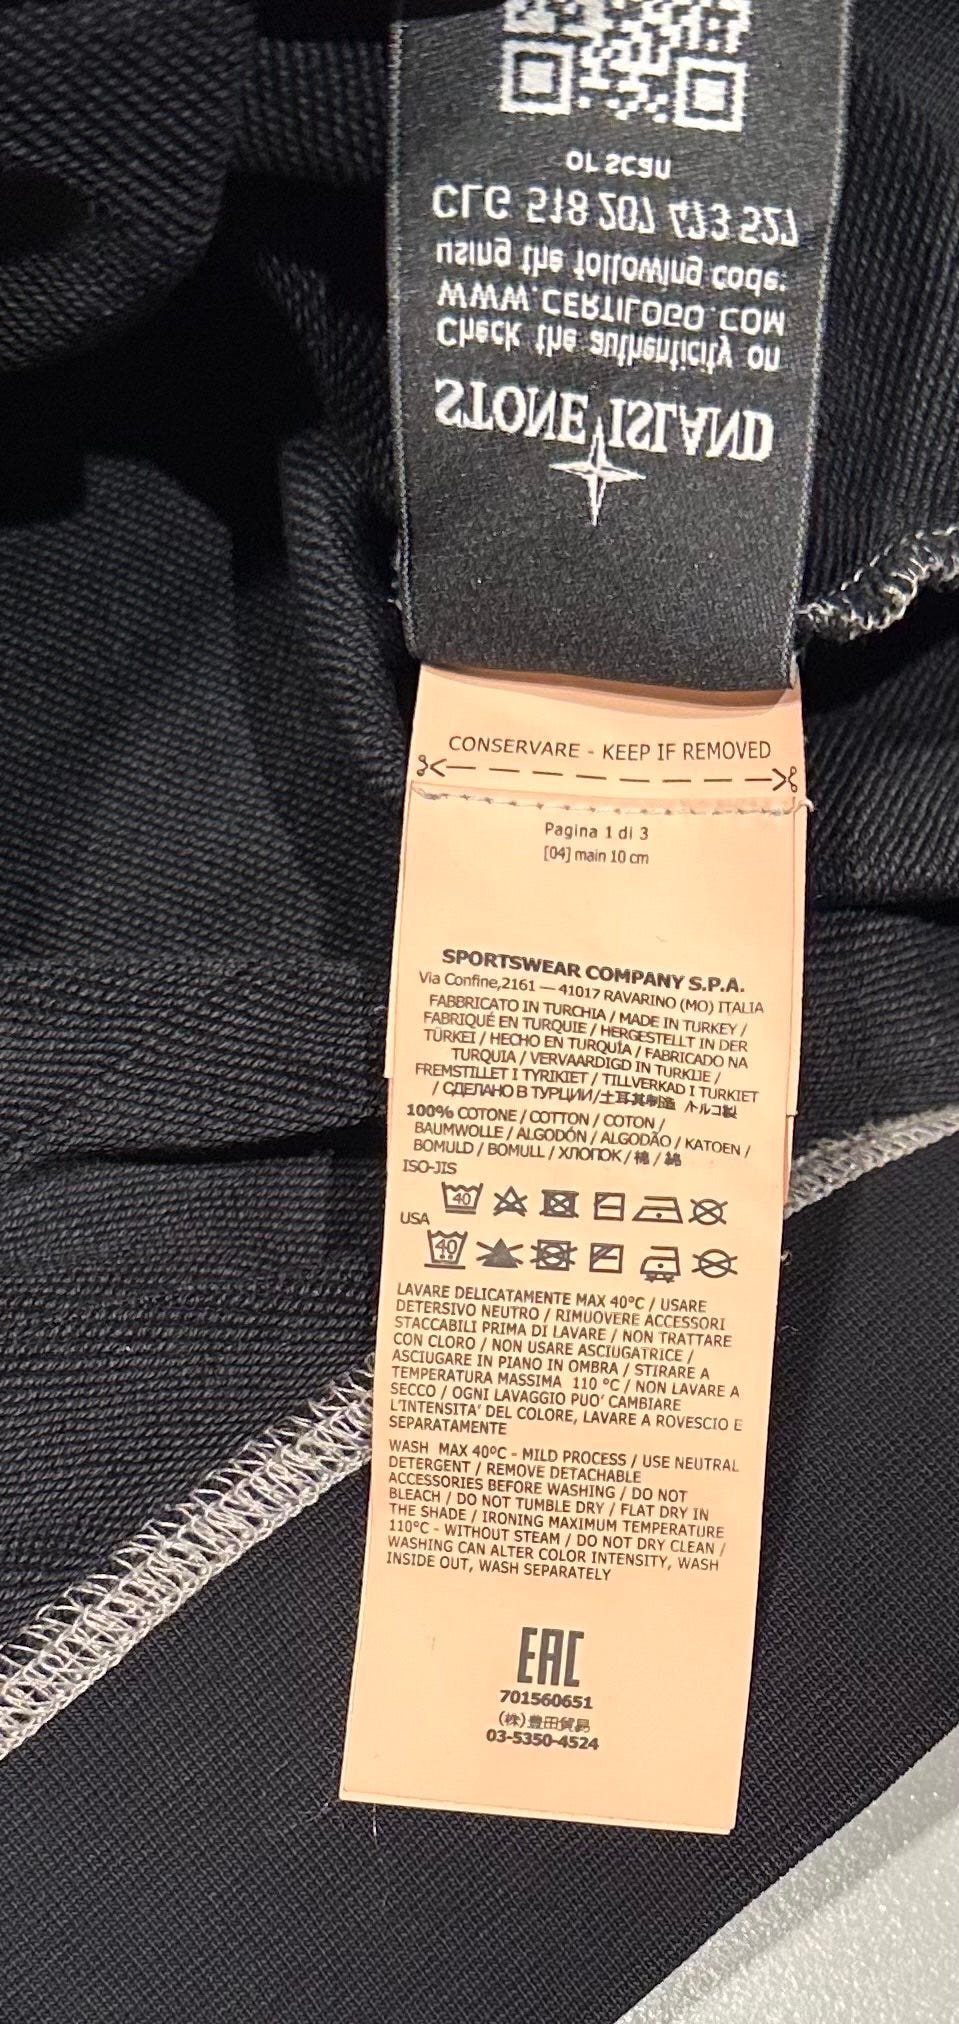 STONE ISLAND
Check the authenticity on
WWW.CERTILOGO.COM
using the following code:
CLG 518 207 473 527
or scan
CONSERVARE - KEEP IF REMOVED
Pagina 1 di 3
[04] main 10 cm
SPORTSWEAR COMPANY S.P.A.
Via Confine,2161 — 41017 RAVARINO (MO) ITALIA
FABBRICATO IN TURCHIA / MADE IN TURKEY /
FABRIQUÉ EN TURQUIE / HERGESTELLT IN DER
TÜRKEI / HECHO EN TURQUÍA / FABRICADO NA
TURQUIA / VERVAARDIGD IN TURKIJE /
FREMSTILLET I TYRKIET / TILLVERKAD I TURKIET
/ СДЕЛАНО В ТУРЦИИ/土耳其制造 トルコ製
100% COTONE / COTTON / COTON /
BAUMWOLLE / ALGODÓN / ALGODÃO / KATOEN /
BOMULD / BOMULL / ХЛОПОК / 棉 / 綿
ISO-JIS
40
USA
40
LAVARE DELICATAMENTE MAX 40°C / USARE
DETERSIVO NEUTRO / RIMUOVERE ACCESSORI
STACCABILI PRIMA DI LAVARE / NON TRATTARE
CON CLORO / NON USARE ASCIUGATRICE /
ASCIUGARE IN PIANO IN OMBRA / STIRARE A
TEMPERATURA MASSIMA 110 °C / NON LAVARE A
SECCO / OGNI LAVAGGIO PUO' CAMBIARE
L'INTENSITA' DEL COLORE, LAVARE A ROVESCIO E
SEPARATAMENTE
WASH MAX 40°C - MILD PROCESS / USE NEUTRAL
DETERGENT / REMOVE DETACHABLE
ACCESSORIES BEFORE WASHING / DO NOT
BLEACH / DO NOT TUMBLE DRY / FLAT DRY IN
THE SHADE / IRONING MAXIMUM TEMPERATURE
110°C - WITHOUT STEAM / DO NOT DRY CLEAN /
WASHING CAN ALTER COLOR INTENSITY, WASH
INSIDE OUT, WASH SEPARATELY
EAC
701560651
(株)豊田貿易
03-5350-4524